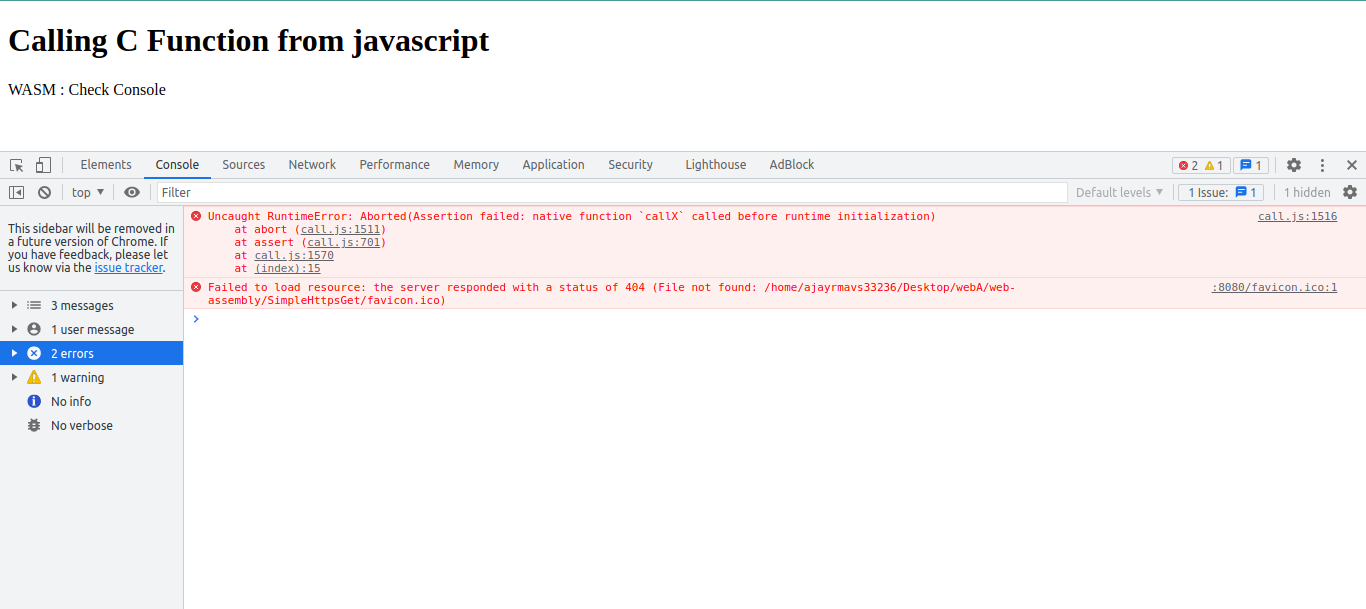 Calling C Function from javascript
WASM : Check Console
Elements Console Sources Network Performance Memory Application Security Lighthouse AdBlock 2 1 1
top ▼ Filter Default levels ▼ 1 Issue: 1 1 hidden
This sidebar will be removed in
a future version of Chrome. If
you have feedback, please let
us know via the issue tracker.
3 messages
1 user message
2 errors
1 warning
No info
No verbose
Uncaught RuntimeError: Aborted(Assertion failed: native function `callX` called before runtime initialization) call.js:1516
at abort (call.js:1511)
at assert (call.js:701)
at call.js:1570
at (index):15
Failed to load resource: the server responded with a status of 404 (File not found: /home/ajayrmavs33236/Desktop/webA/web- :8080/favicon.ico:1
assembly/SimpleHttpsGet/favicon.ico)